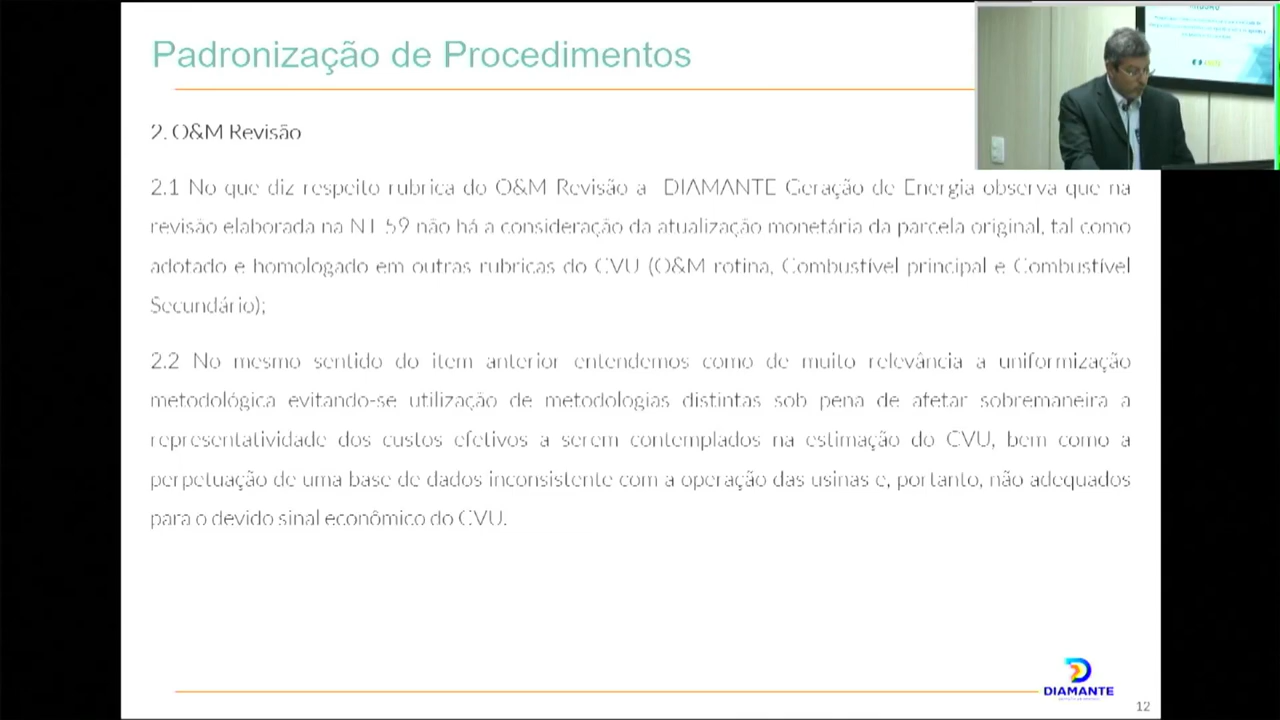 Padronização de Procedimentos
2. O&M Revisão
2.1 No que diz respeito rubrica do O&M Revisão a DIAMANTE Geração de Energia observa que na
revisão elaborada na NT 59 não há a consideração da atualização monetária da parcela original, tal como
adotado e homologado em outras rubricas do CVU (O&M rotina, Combustível principal e Combustível
Secundário);
2.2 No mesmo sentido do item anterior entendemos como de muito relevância a uniformização
metodológica evitando-se utilização de metodologias distintas sob pena de afetar sobremaneira a
representatividade dos custos efetivos a serem contemplados na estimação do CVU, bem como a
perpetuação de uma base de dados inconsistente com a operação das usinas e, portanto, não adequados
para o devido sinal econômico do CVU.
DIAMANTE
12